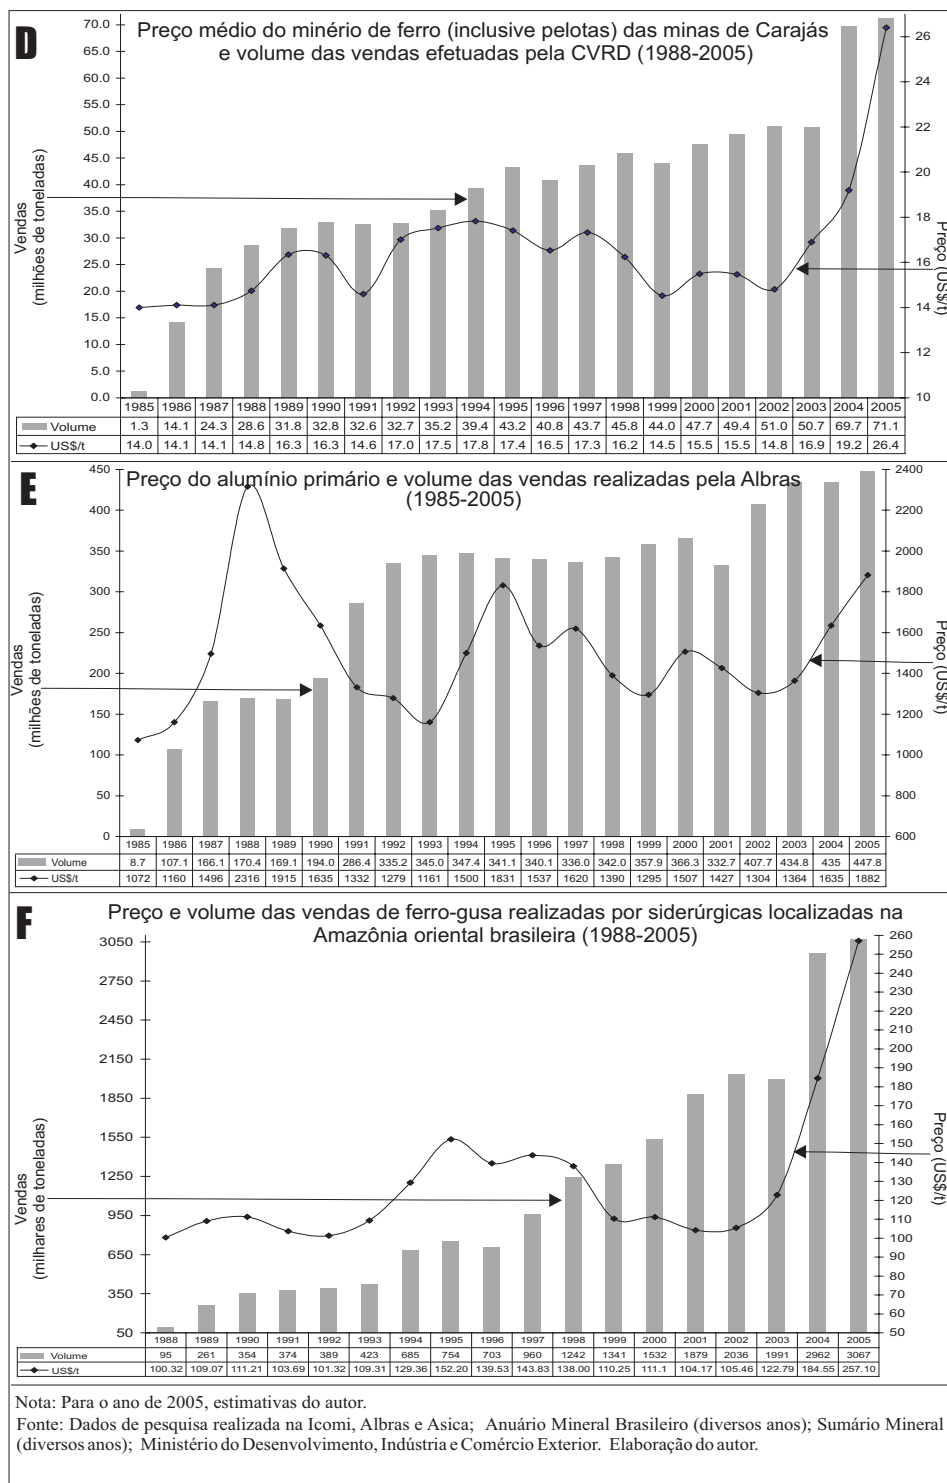 D
Preço médio do minério de ferro (inclusive pelotas) das minas de Carajás
e volume das vendas efetuadas pela CVRD (1988-2005)
Vendas
(milhões de toneladas)
70.0
65.0
60.0
55.0
50.0
45.0
40.0
35.0
30.0
25.0
20.0
15.0
10.0
5.0
0.0
26
24
22
20
18
16
14
12
10
Preço (US$/t)
1985 1986 1987 1988 1989 1990 1991 1992 1993 1994 1995 1996 1997 1998 1999 2000 2001 2002 2003 2004 2005
Volume 1.3 14.1 24.3 28.6 31.8 32.8 32.6 32.7 35.2 39.4 43.2 40.8 43.7 45.8 44.0 47.7 49.4 51.0 50.7 69.7 71.1
US$/t 14.0 14.1 14.1 14.8 16.3 16.3 14.6 17.0 17.5 17.8 17.4 16.5 17.3 16.2 14.5 15.5 15.5 14.8 16.9 19.2 26.4
E
Preço do alumínio primário e volume das vendas realizadas pela Albras
(1985-2005)
Vendas
(milhões de toneladas)
450
400
350
300
250
200
150
100
50
0
2400
2200
2000
1800
1600
1400
1200
1000
800
600
Preço (US$/t)
1985 1986 1987 1988 1989 1990 1991 1992 1993 1994 1995 1996 1997 1998 1999 2000 2001 2002 2003 2004 2005
Volume 8.7 107.1 166.1 170.4 169.1 194.0 286.4 335.2 345.0 347.4 341.1 340.1 336.0 342.0 357.9 366.3 332.7 407.7 434.8 435 447.8
US$/t 1072 1160 1496 2316 1915 1635 1332 1279 1161 1500 1831 1537 1620 1390 1295 1507 1427 1304 1364 1635 1882
F
Preço e volume das vendas de ferro-gusa realizadas por siderúrgicas localizadas na
Amazônia oriental brasileira (1988-2005)
Vendas
(milhares de toneladas)
3050
2750
2450
2150
1850
1550
1250
950
650
350
50
260
250
240
230
220
210
200
190
180
170
160
150
140
130
120
110
100
90
80
70
60
50
Preço (US$/t)
1988 1989 1990 1991 1992 1993 1994 1995 1996 1997 1998 1999 2000 2001 2002 2003 2004 2005
Volume 95 261 354 374 389 423 685 754 703 960 1242 1341 1532 1879 2036 1991 2962 3067
US$/t 100.32 109.07 111.21 103.69 101.32 109.31 129.36 152.20 139.53 143.83 138.00 110.25 111.1 104.17 105.46 122.79 184.55 257.10
Nota: Para o ano de 2005, estimativas do autor.
Fonte: Dados de pesquisa realizada na Icomi, Albras e Asica; Anuário Mineral Brasileiro (diversos anos); Sumário Mineral
(diversos anos); Ministério do Desenvolvimento, Indústria e Comércio Exterior. Elaboração do autor.